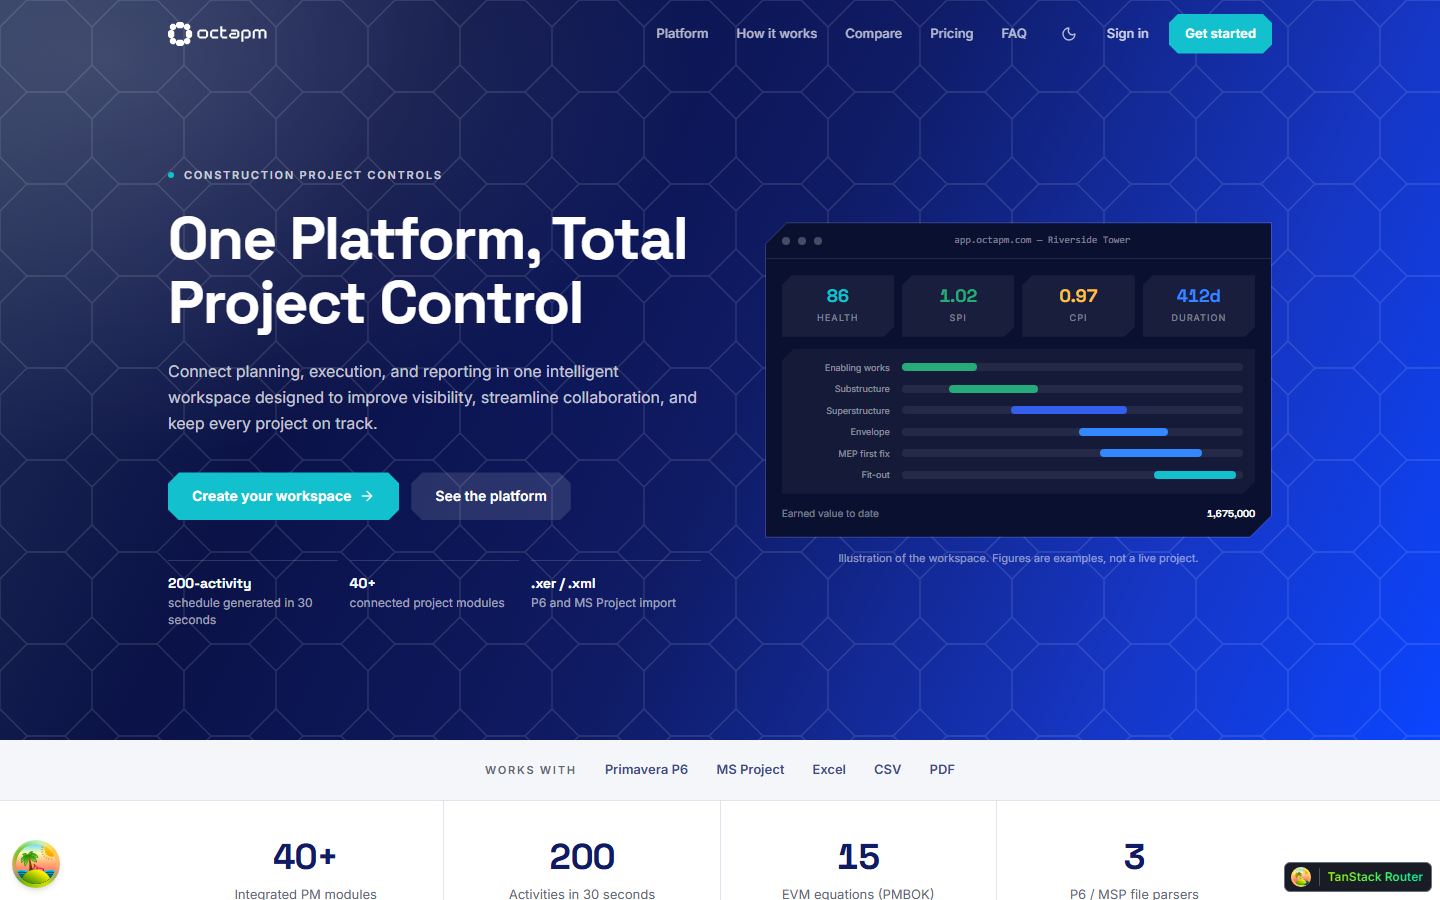 octapm
Platform How it works Compare Pricing FAQ Sign in Get started
CONSTRUCTION PROJECT CONTROLS
One Platform, Total
Project Control
Connect planning, execution, and reporting in one intelligent
workspace designed to improve visibility, streamline collaboration, and
keep every project on track.
Create your workspace →
See the platform
200-activity
schedule generated in 30
seconds
40+
connected project modules
.xer / .xml
P6 and MS Project import
app.octapm.com — Riverside Tower
86
HEALTH
1.02
SPI
0.97
CPI
412d
DURATION
Enabling works
Substructure
Superstructure
Envelope
MEP first fix
Fit-out
Earned value to date 1,675,000
Illustration of the workspace. Figures are examples, not a live project.
WORKS WITH Primavera P6 MS Project Excel CSV PDF
40+
Integrated PM modules
200
Activities in 30 seconds
15
EVM equations (PMBOK)
3
P6 / MSP file parsers
TanStack Router